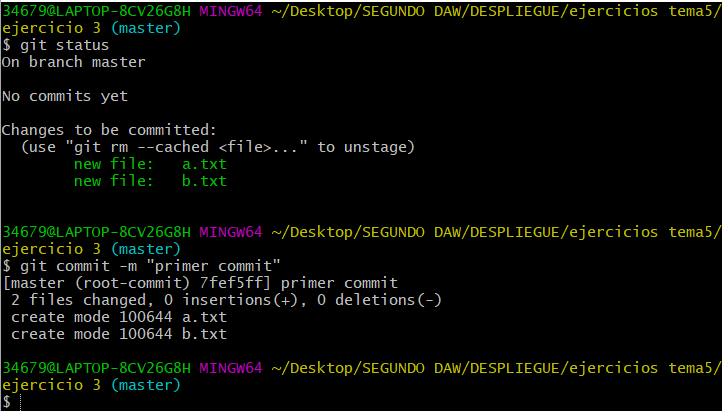 34679@LAPTOP-8CV26G8H MINGW64 ~/Desktop/SEGUNDO DAW/DESPLIEGUE/ejercicios tema5/
ejercicio 3 (master)
$ git status
On branch master
No commits yet
Changes to be committed:
  (use "git rm --cached <file>..." to unstage)
        new file:   a.txt
        new file:   b.txt
34679@LAPTOP-8CV26G8H MINGW64 ~/Desktop/SEGUNDO DAW/DESPLIEGUE/ejercicios tema5/
ejercicio 3 (master)
$ git commit -m "primer commit"
[master (root-commit) 7fef5ff] primer commit
 2 files changed, 0 insertions(+), 0 deletions(-)
 create mode 100644 a.txt
 create mode 100644 b.txt
34679@LAPTOP-8CV26G8H MINGW64 ~/Desktop/SEGUNDO DAW/DESPLIEGUE/ejercicios tema5/
ejercicio 3 (master)
$